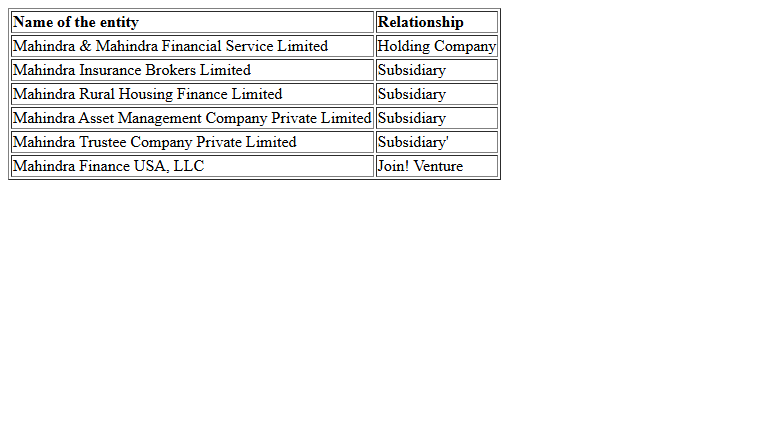 Name of the entity Relationship
Mahindra & Mahindra Financial Service Limited Holding Company
Mahindra Insurance Brokers Limited Subsidiary
Mahindra Rural Housing Finance Limited Subsidiary
Mahindra Asset Management Company Private Limited Subsidiary
Mahindra Trustee Company Private Limited Subsidiary'
Mahindra Finance USA, LLC Join! Venture